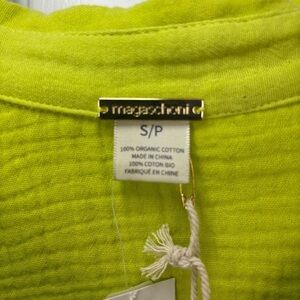 magaschoni
S/P
100% ORGANIC COTTON
MADE IN CHINA
100% COTON BIO
FABRIQUÉ EN CHINE